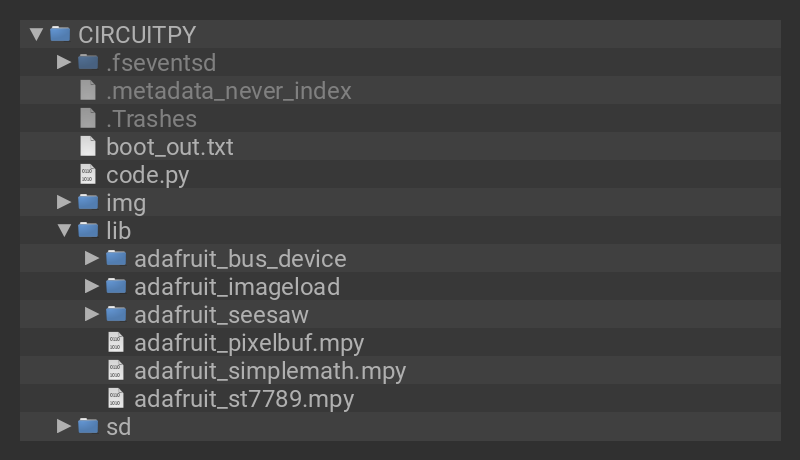 CIRCUITPY
.fseventsd
.metadata_never_index
.Trashes
boot_out.txt
code.py
img
lib
adafruit_bus_device
adafruit_imageload
adafruit_seesaw
adafruit_pixelbuf.mpy
adafruit_simplemath.mpy
adafruit_st7789.mpy
sd